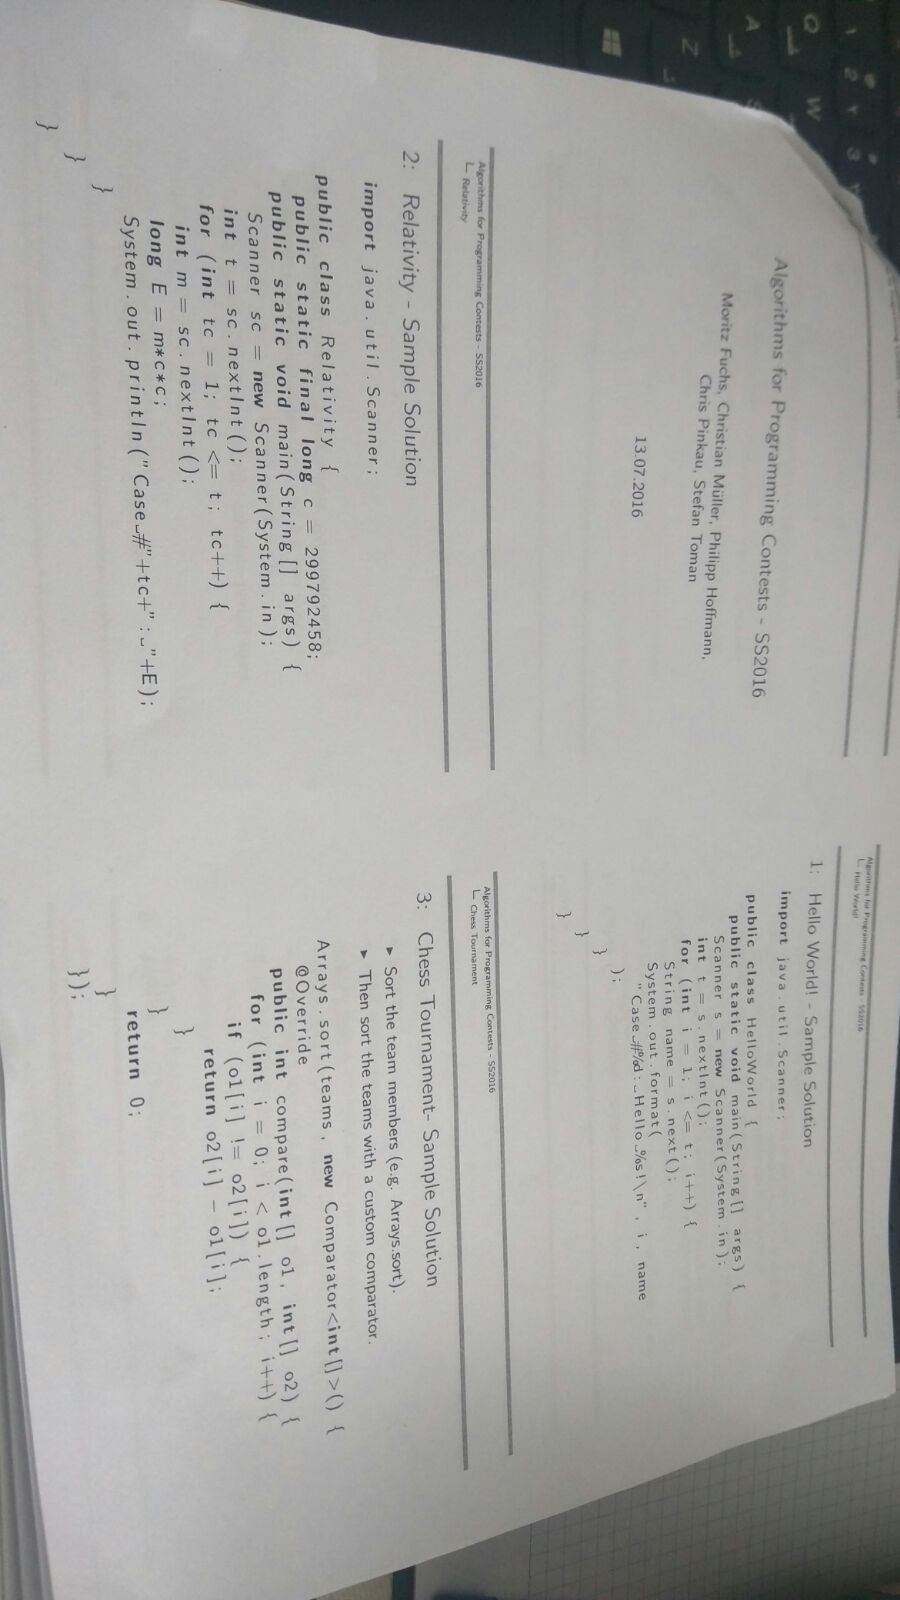 Algorithms for Programming Contests - SS2016
Moritz Fuchs, Christian Müller, Philipp Hoffmann,
Chris Pinkau, Stefan Toman
13.07.2016
Algorithms for Programming Contests - SS2016
Hello World!
1: Hello World! - Sample Solution
import java.util.Scanner;
public class HelloWorld {
public static void main(String[] args) {
Scanner s = new Scanner(System.in);
int t = s.nextInt();
for (int i = 1; i <= t; i++) {
String name = s.next();
System.out.format(
"Case␣#%d:␣Hello␣%s!\n", i, name
);
}
}
}
Algorithms for Programming Contests - SS2016
Relativity
2: Relativity - Sample Solution
import java.util.Scanner;
public class Relativity {
public static final long c = 299792458;
public static void main(String[] args) {
Scanner sc = new Scanner(System.in);
int t = sc.nextInt();
for (int tc = 1; tc <= t; tc++) {
int m = sc.nextInt();
long E = m*c*c;
System.out.println("Case␣#"+tc+":␣"+E);
}
}
}
Algorithms for Programming Contests - SS2016
Chess Tournament
3: Chess Tournament- Sample Solution
► Sort the team members (e.g. Arrays.sort).
► Then sort the teams with a custom comparator.
Arrays.sort(teams, new Comparator<int[]>() {
@Override
public int compare(int[] o1, int[] o2) {
for (int i = 0; i < o1.length; i++) {
if (o1[i] != o2[i]) {
return o2[i] - o1[i];
}
}
return 0;
}
});
1
2
3
Q
W
A
Z